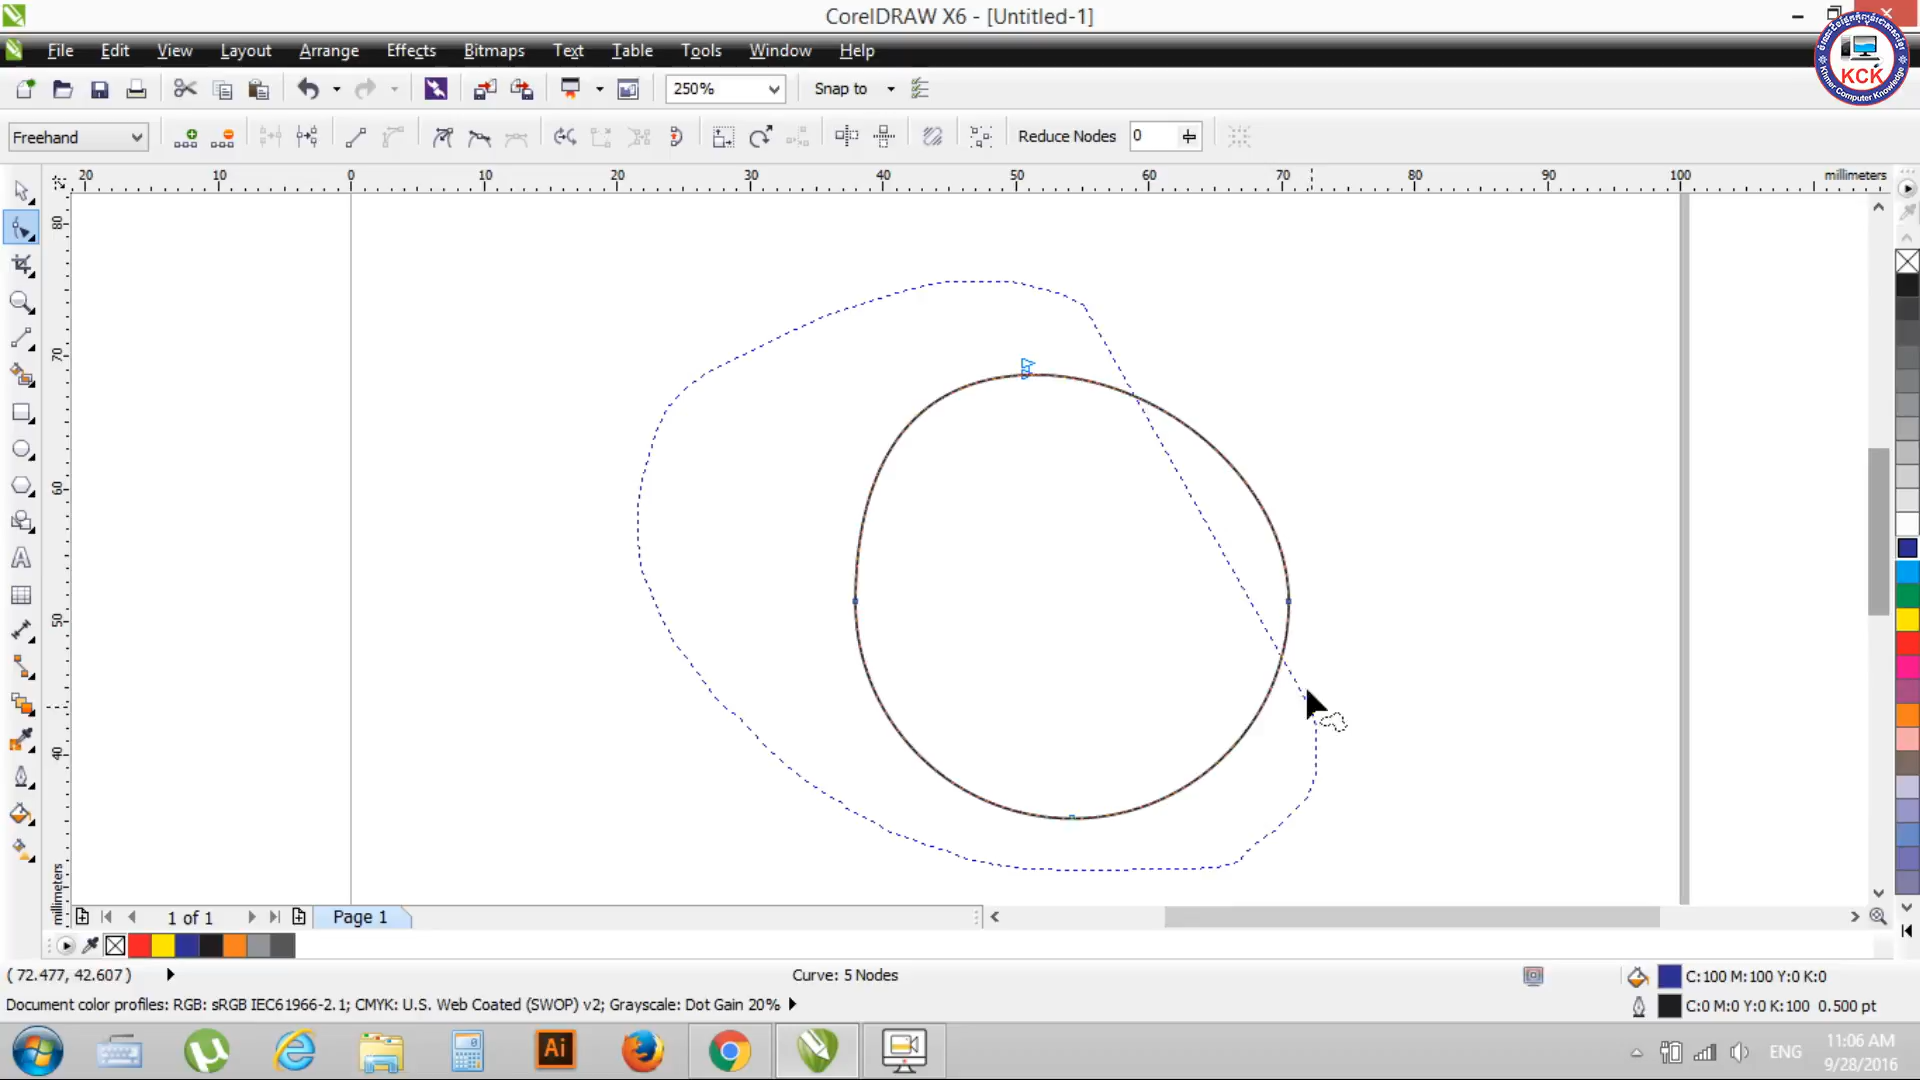 CorelDRAW X6 - [Untitled-1]
File Edit View Layout Arrange Effects Bitmaps Text Table Tools Window Help
250% Snap to
KCK
Khmer Computer Knowledge
Freehand Reduce Nodes 0
20 10 0 10 20 30 40 50 60 70 80 90 100 millimeters
80
70
60
50
40
millimeters
1 of 1 Page 1
( 72.477, 42.607 ) Curve: 5 Nodes C:100 M:100 Y:0 K:0
Document color profiles: RGB: sRGB IEC61966-2.1; CMYK: U.S. Web Coated (SWOP) v2; Grayscale: Dot Gain 20% C:0 M:0 Y:0 K:100 0.500 pt
Ai
ENG
11:06 AM
9/28/2016